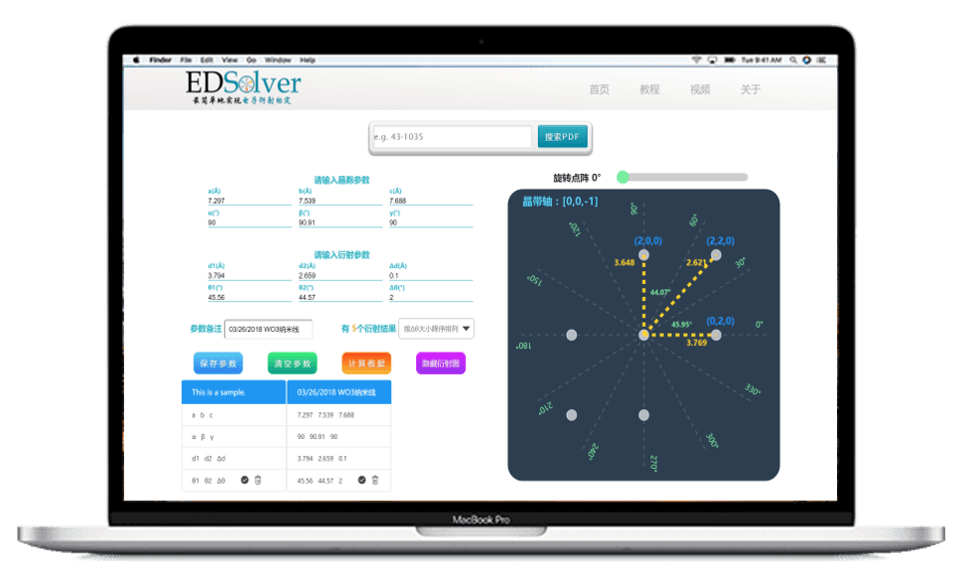 Finder File Edit View Go Window Help
Tue 9:41 AM
EDSolver
最简单地实现电子衍射标定
首页 教程 视频 关于
e.g. 43-1035
搜索PDF
请输入晶胞参数
a(Å) b(Å) c(Å)
7.297 7.539 7.688
α(°) β(°) γ(°)
90 90.91 90
请输入衍射参数
d1(Å) d2(Å) Δd(Å)
3.794 2.659 0.1
θ1(°) θ2(°) Δθ(°)
45.56 44.57 2
参数备注 03/26/2018 WO3纳米线
有 5个衍射结果 按Δθ大小降序排列
保存参数 清空参数 计算数据 隐藏衍射图
This is a sample. 03/26/2018 WO3纳米线
a b c 7.297 7.539 7.688
α β γ 90 90.91 90
d1 d2 Δd 3.794 2.659 0.1
θ1 θ2 Δθ 45.56 44.57 2
旋转点阵 0°
晶带轴：[0,0,-1]
90°
120° 60°
(2,0,0) (2,2,0)
3.648 2.621 30°
150°
44.07°
45.95° (0,2,0) 0°
3.769
180°
330°
210°
300°
240°
270°
MacBook Pro